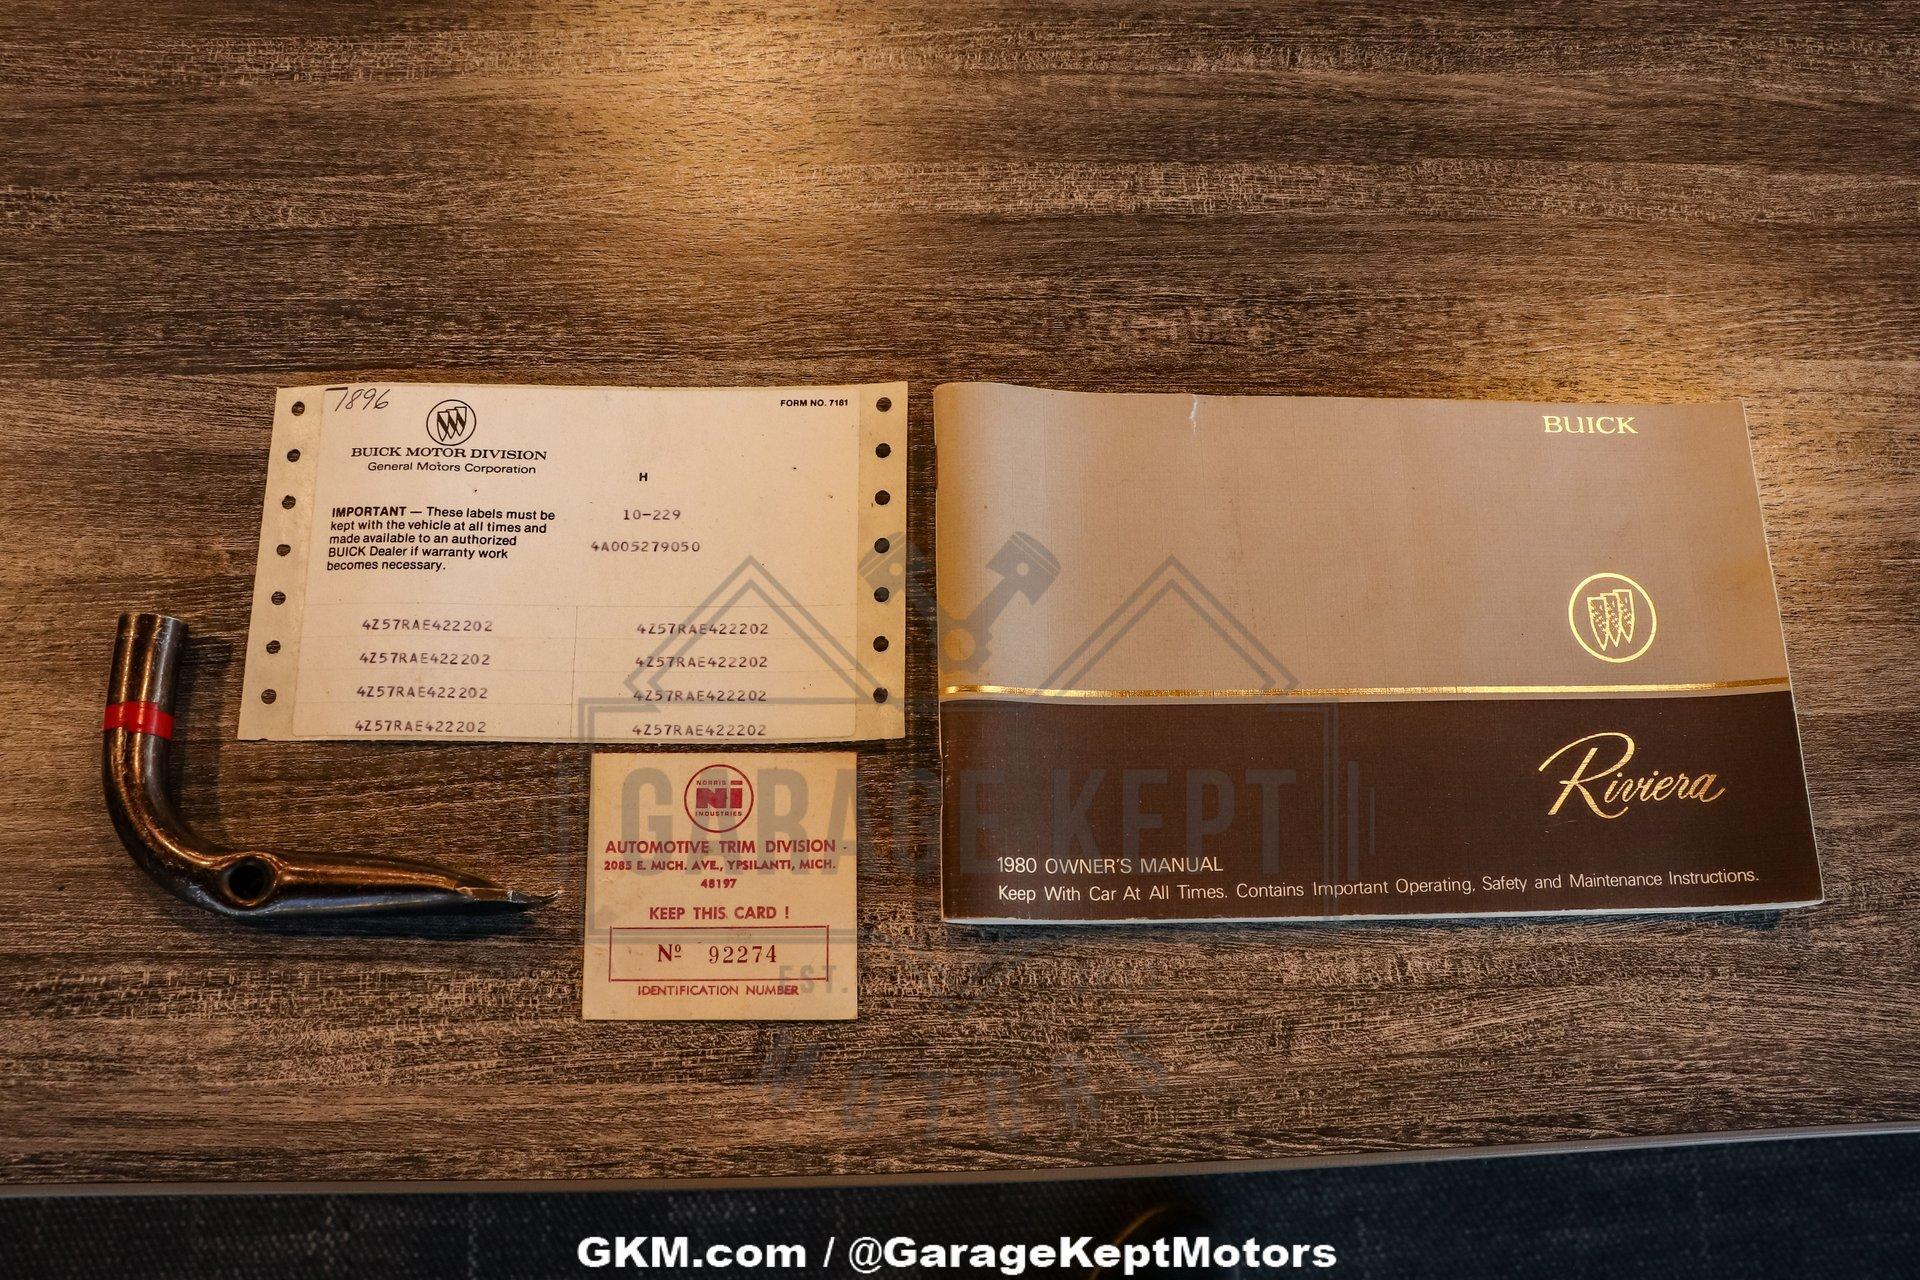 7896
FORM NO. 7181
BUICK MOTOR DIVISION
General Motors Corporation
H
IMPORTANT — These labels must be
kept with the vehicle at all times and
made available to an authorized
BUICK Dealer if warranty work
becomes necessary.
10-229
4A005279050
4Z57RAE422202 4Z57RAE422202
4Z57RAE422202 4Z57RAE422202
4Z57RAE422202 4Z57RAE422202
4Z57RAE422202 4Z57RAE422202
NORRIS
NI
INDUSTRIES
AUTOMOTIVE TRIM DIVISION
2085 E. MICH. AVE., YPSILANTI, MICH.
48197
KEEP THIS CARD !
Nº 92274
IDENTIFICATION NUMBER
BUICK
Riviera
1980 OWNER'S MANUAL
Keep With Car At All Times. Contains Important Operating, Safety and Maintenance Instructions.
GARAGE KEPT
EST.
MOTORS
GKM.com / @GarageKeptMotors